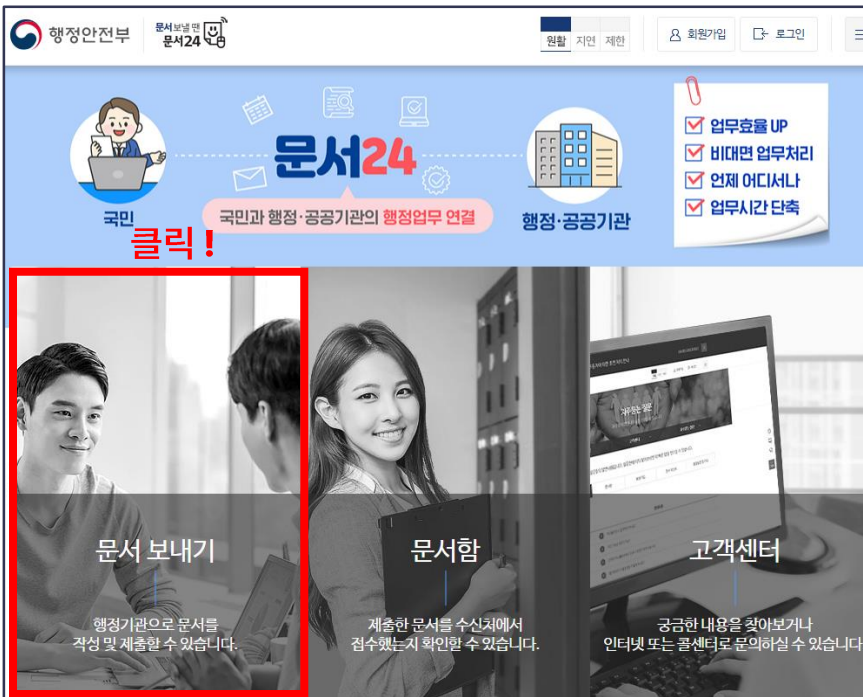 행정안전부
문서보낼 땐
문서24
원활 지연 제한
회원가입
로그인
국민
문서24
국민과 행정·공공기관의 행정업무 연결
행정·공공기관
업무효율 UP
비대면 업무처리
언제 어디서나
업무시간 단축
클릭 !
자주묻는 질문
문서 보내기
행정기관으로 문서를
작성 및 제출할 수 있습니다.
문서함
제출한 문서를 수신처에서
접수했는지 확인할 수 있습니다.
고객센터
궁금한 내용을 찾아보거나
인터넷 또는 콜센터로 문의하실 수 있습니다